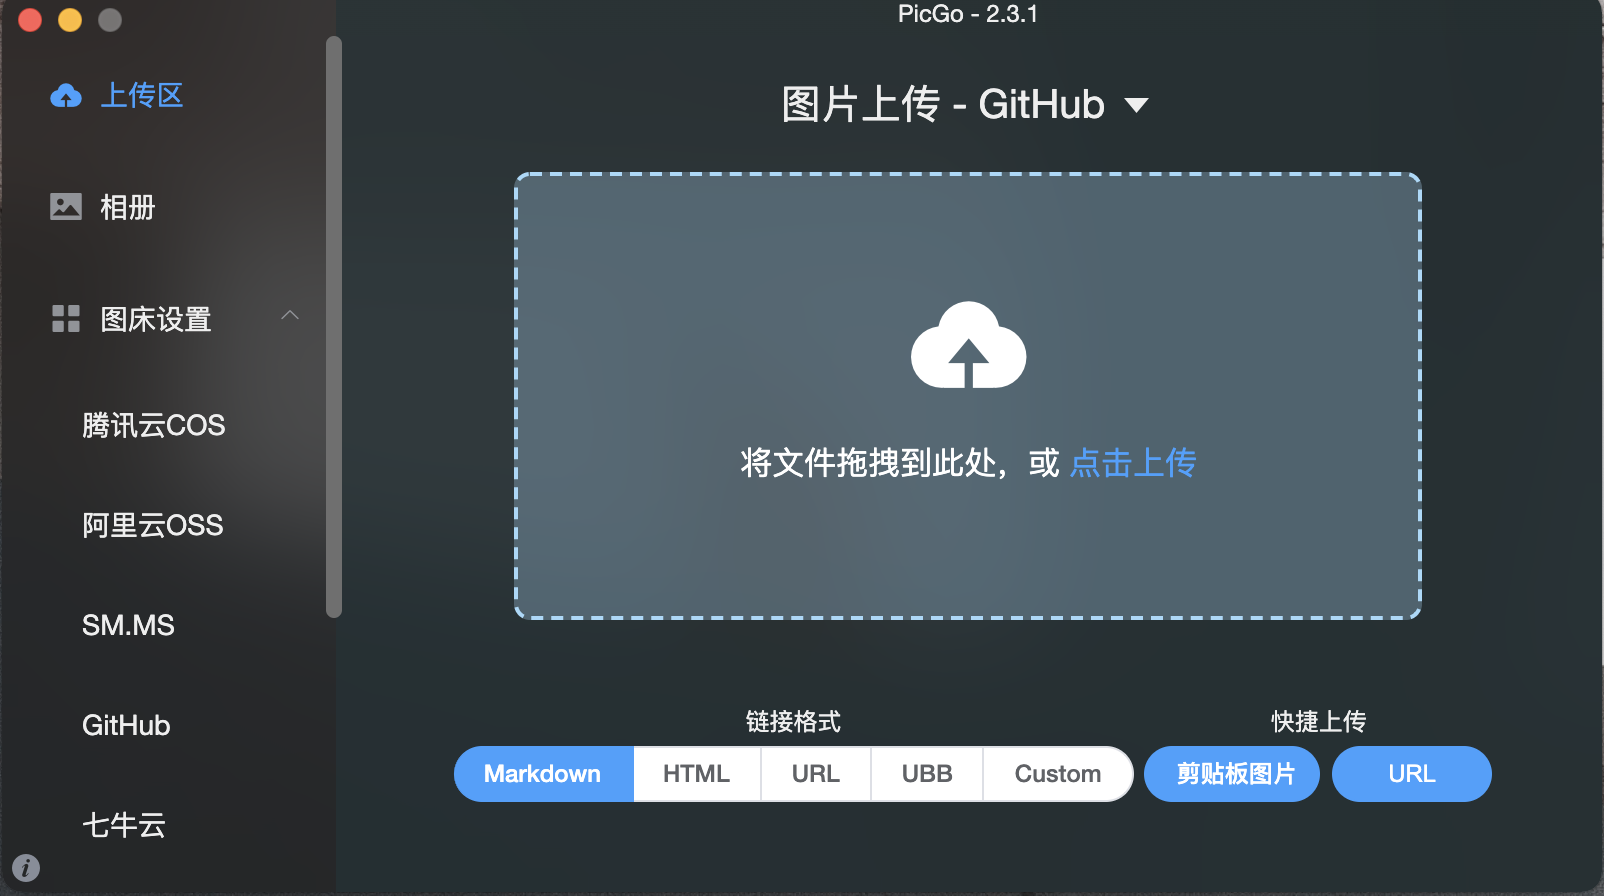 PicGo - 2.3.1
上传区
相册
图床设置
腾讯云COS
阿里云OSS
SM.MS
GitHub
七牛云
图片上传 - GitHub
将文件拖拽到此处，或 点击上传
链接格式
Markdown HTML URL UBB Custom
快捷上传
剪贴板图片 URL